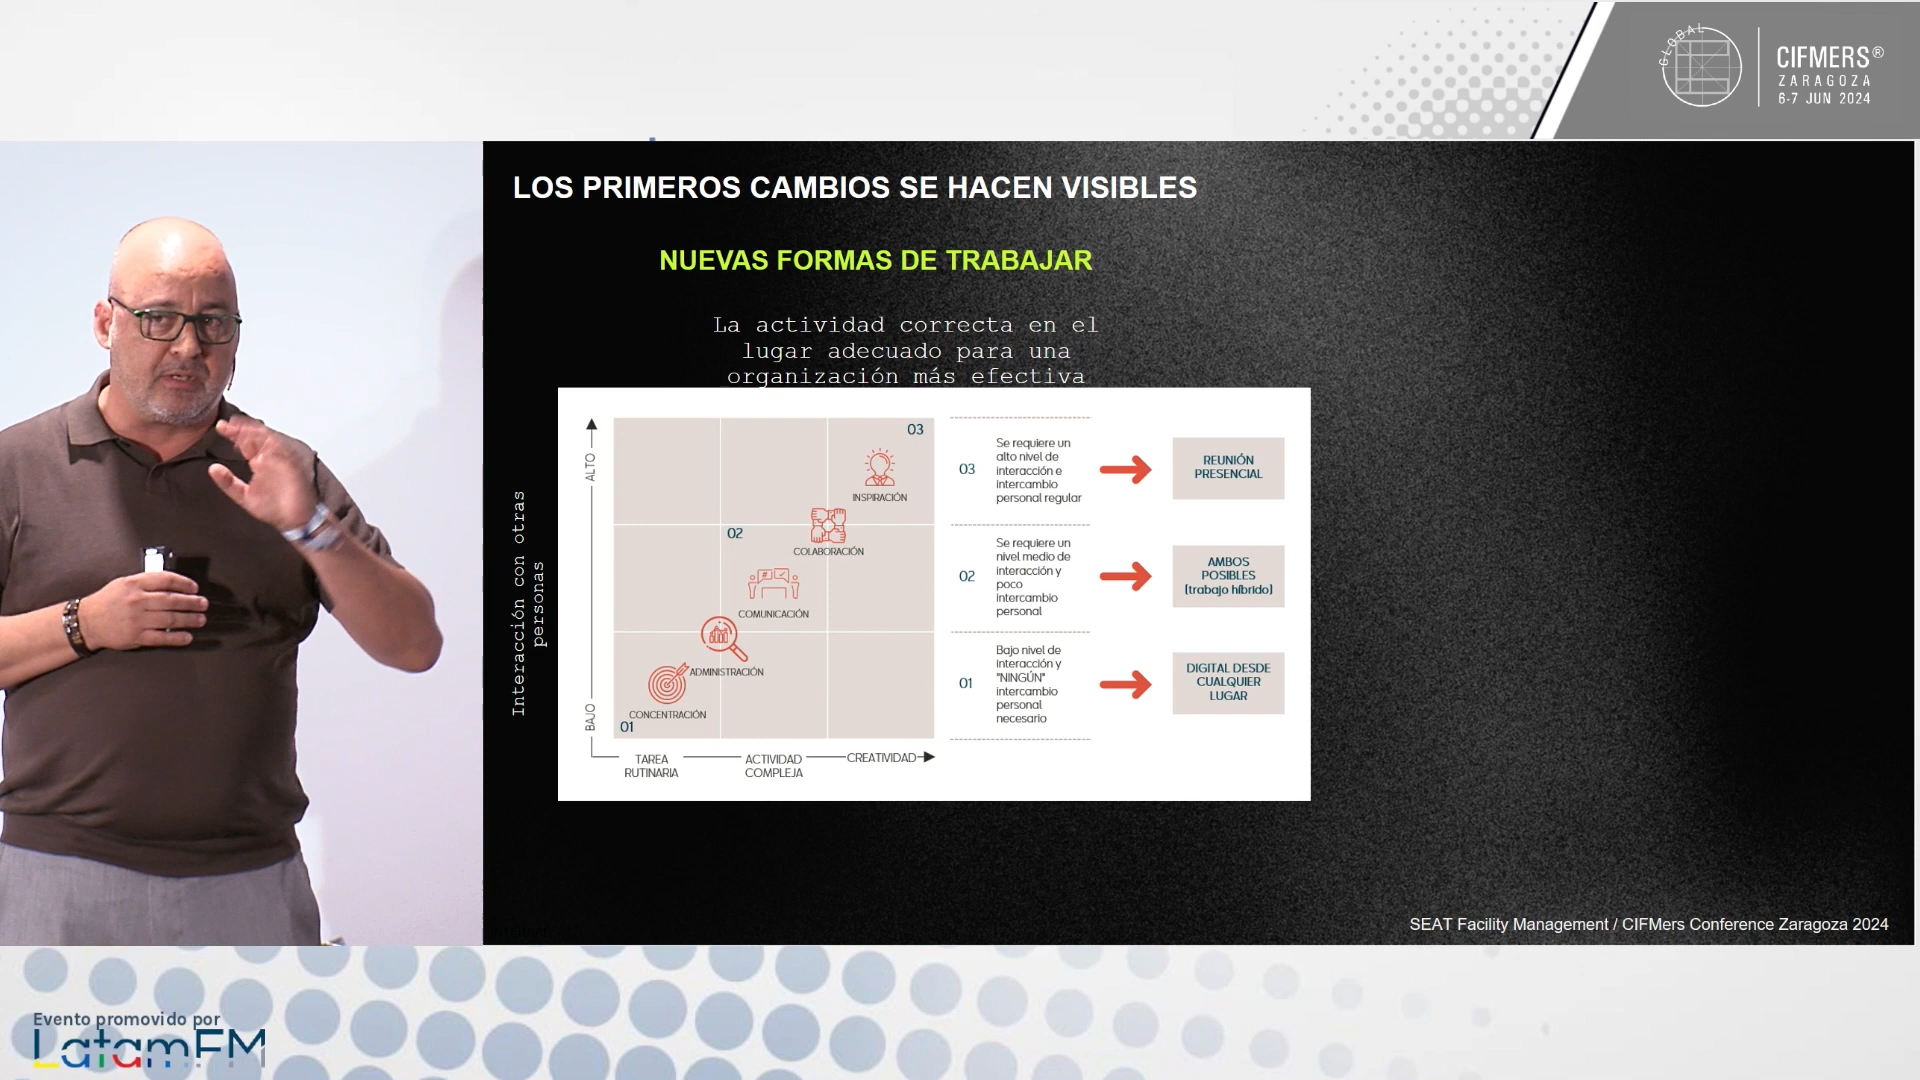 GLOBAL
CIFMERS®
ZARAGOZA
6-7 JUN 2024
LOS PRIMEROS CAMBIOS SE HACEN VISIBLES
NUEVAS FORMAS DE TRABAJAR
La actividad correcta en el
lugar adecuado para una
organización más efectiva
Interacción con otras
personas
ALTO
BAJO
03
INSPIRACIÓN
02
COLABORACIÓN
COMUNICACIÓN
ADMINISTRACIÓN
CONCENTRACIÓN
01
TAREA
RUTINARIA
ACTIVIDAD
COMPLEJA
CREATIVIDAD
03
Se requiere un
alto nivel de
interacción e
intercambio
personal regular
REUNIÓN
PRESENCIAL
02
Se requiere un
nivel medio de
interacción y
poco
intercambio
personal
AMBOS
POSIBLES
(trabajo híbrido)
01
Bajo nivel de
interacción y
"NINGÚN"
intercambio
personal
necesario
DIGITAL DESDE
CUALQUIER
LUGAR
SEAT Facility Management / CIFMers Conference Zaragoza 2024
Evento promovido por
LatamFM